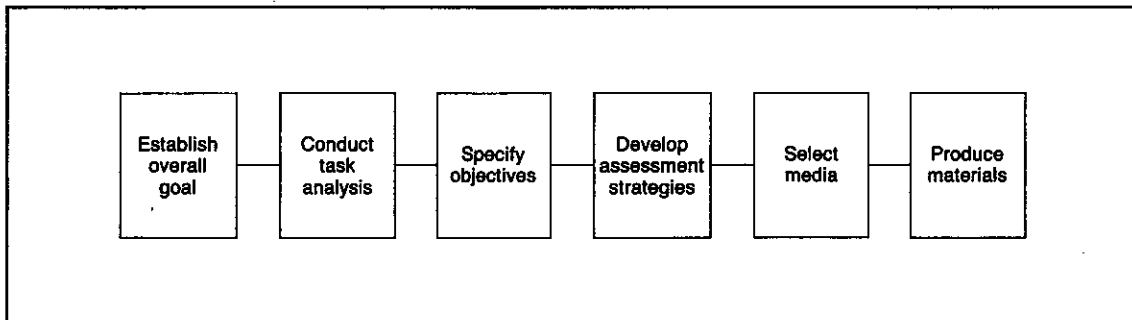 Establish
overall
goal
Conduct
task
analysis
Specify
objectives
Develop
assessment
strategies
Select
media
Produce
materials